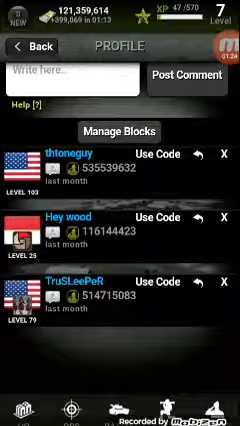 0
NEW
121,359,614
+399,069 in 01:13
XP 47 / 570
7
Level
Back
PROFILE
01:24
Write here..
Post Comment
Help [?]
Manage Blocks
thtoneguy
Use Code
X
535539632
LEVEL 103
last month
Hey wood
Use Code
X
116144423
LEVEL 25
last month
TruSLeePeR
Use Code
X
514715083
LEVEL 79
last month
Recorded by MOBIZEN